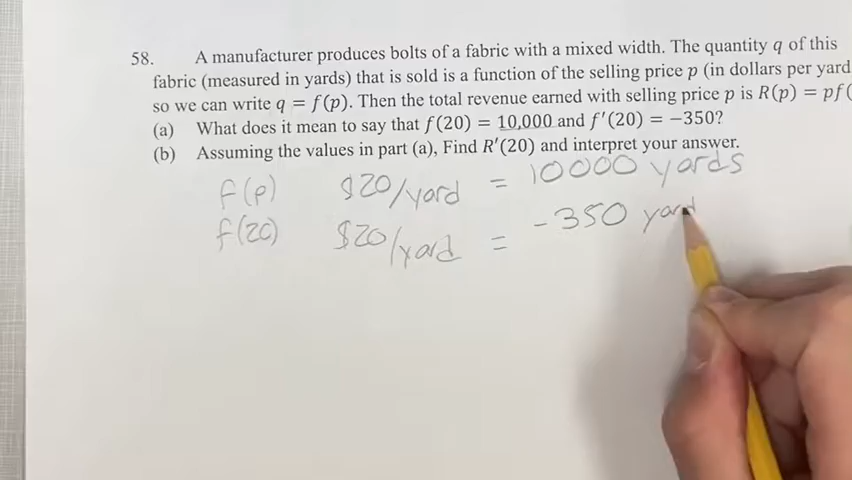 58. A manufacturer produces bolts of a fabric with a mixed width. The quantity q of this
fabric (measured in yards) that is sold is a function of the selling price p (in dollars per yard
so we can write q = f(p). Then the total revenue earned with selling price p is R(p) = pf(
(a) What does it mean to say that f(20) = 10,000 and f'(20) = −350?
(b) Assuming the values in part (a), Find R'(20) and interpret your answer.
f(p) $20/yard = 10000 yards
f(20) $20/yard = -350 yard